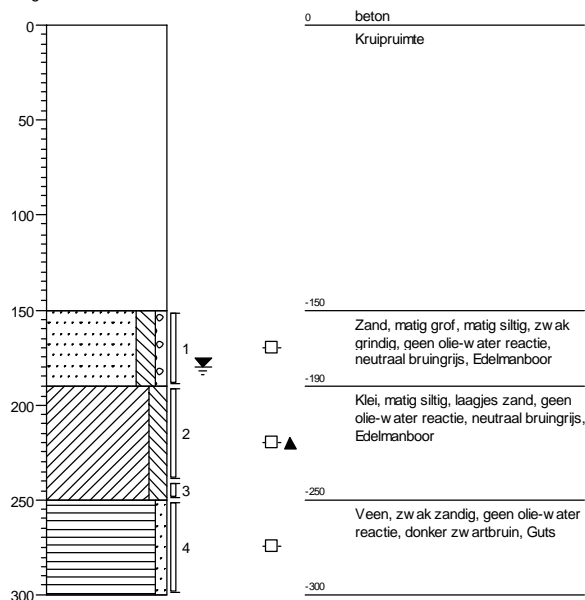 0
50
100
150
200
250
300
1
2
3
4
0 beton
Kruipruimte
-150
Zand, matig grof, matig siltig, zwak
grindig, geen olie-water reactie,
neutraal bruingrijs, Edelmanboor
-190
Klei, matig siltig, laagjes zand, geen
olie-water reactie, neutraal bruingrijs,
Edelmanboor
-250
Veen, zwak zandig, geen olie-water
reactie, donker zwartbruin, Guts
-300